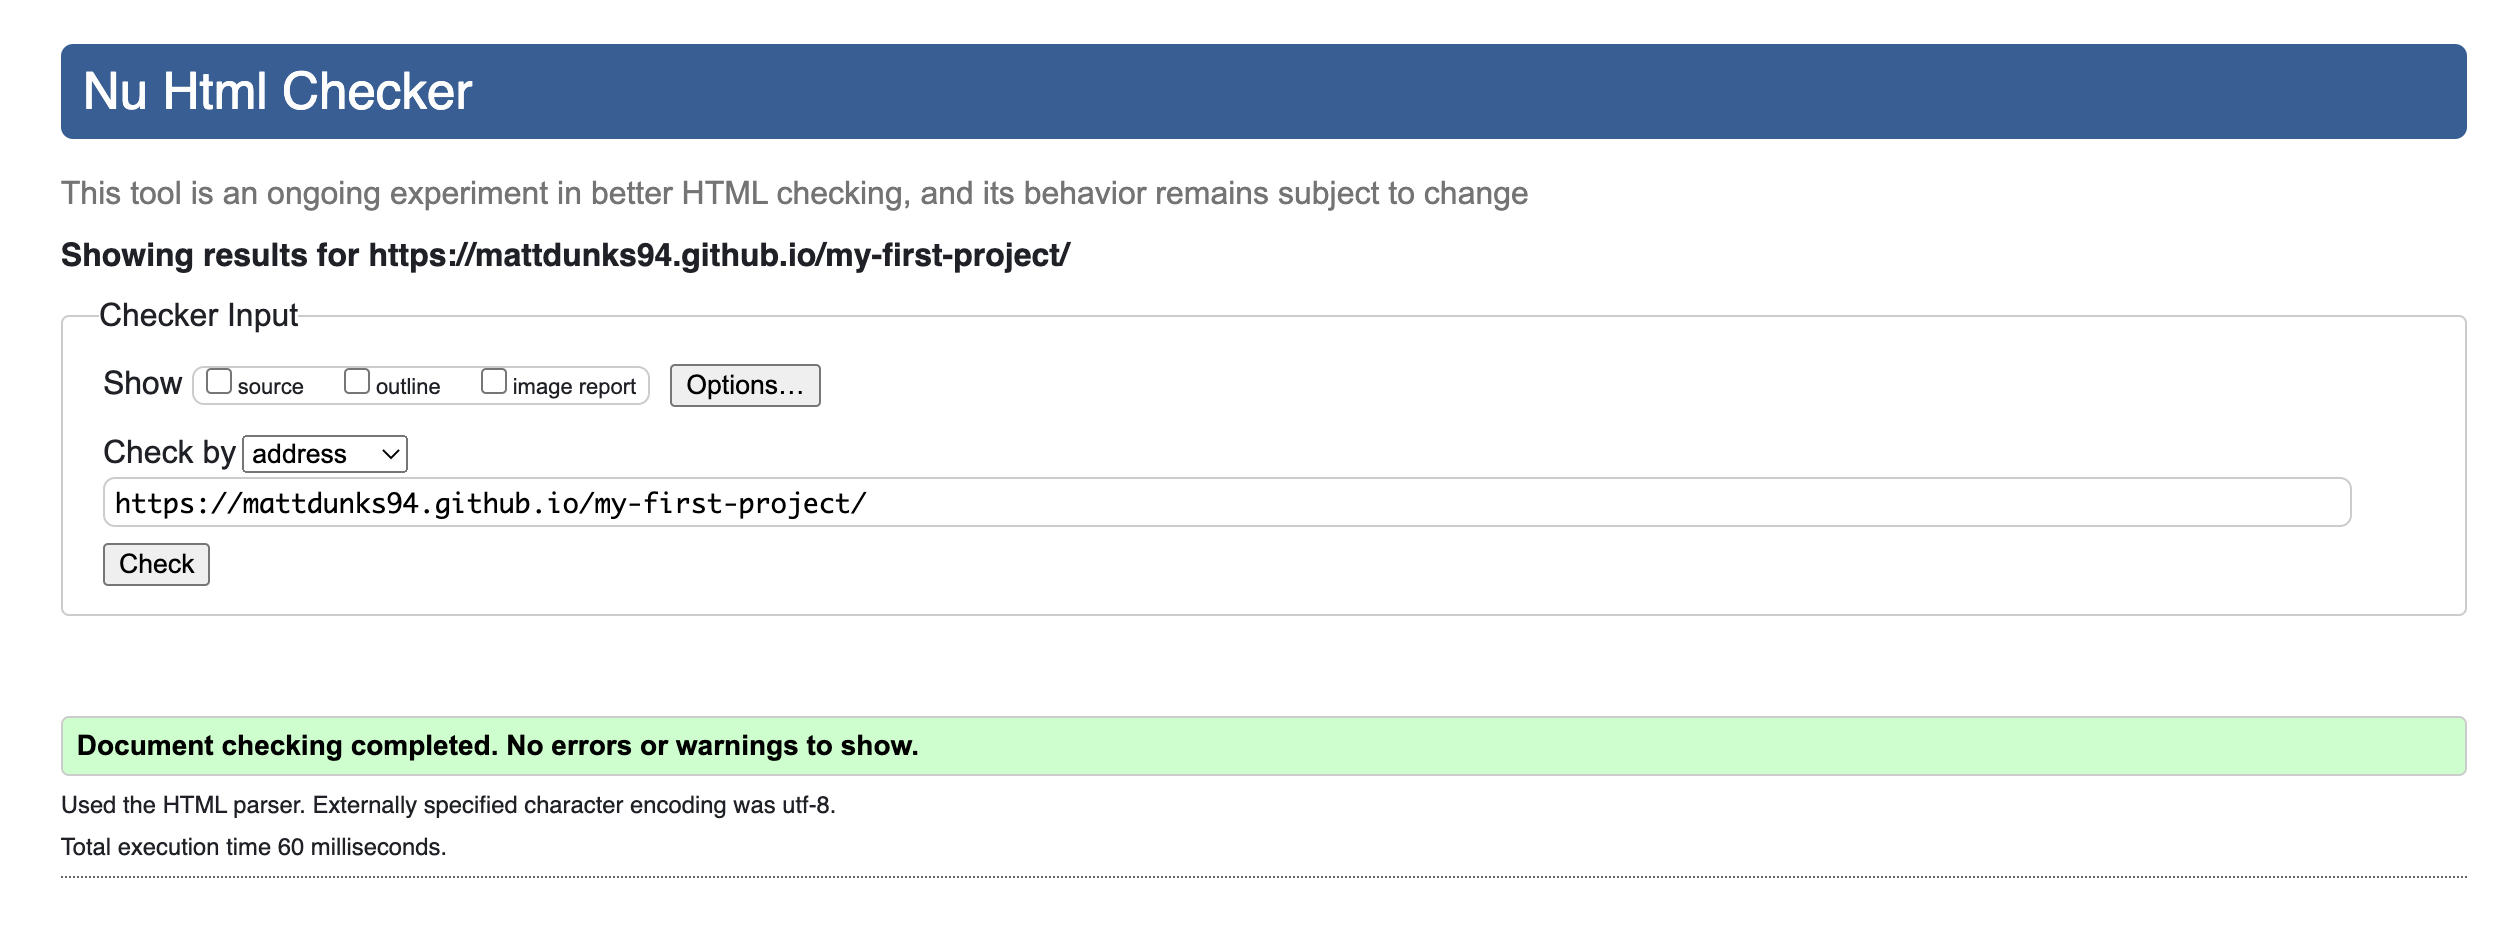 Nu Html Checker
This tool is an ongoing experiment in better HTML checking, and its behavior remains subject to change
Showing results for https://mattdunks94.github.io/my-first-project/
Checker Input
Show source outline image report Options...
Check by address
https://mattdunks94.github.io/my-first-project/
Check
Document checking completed. No errors or warnings to show.
Used the HTML parser. Externally specified character encoding was utf-8.
Total execution time 60 milliseconds.